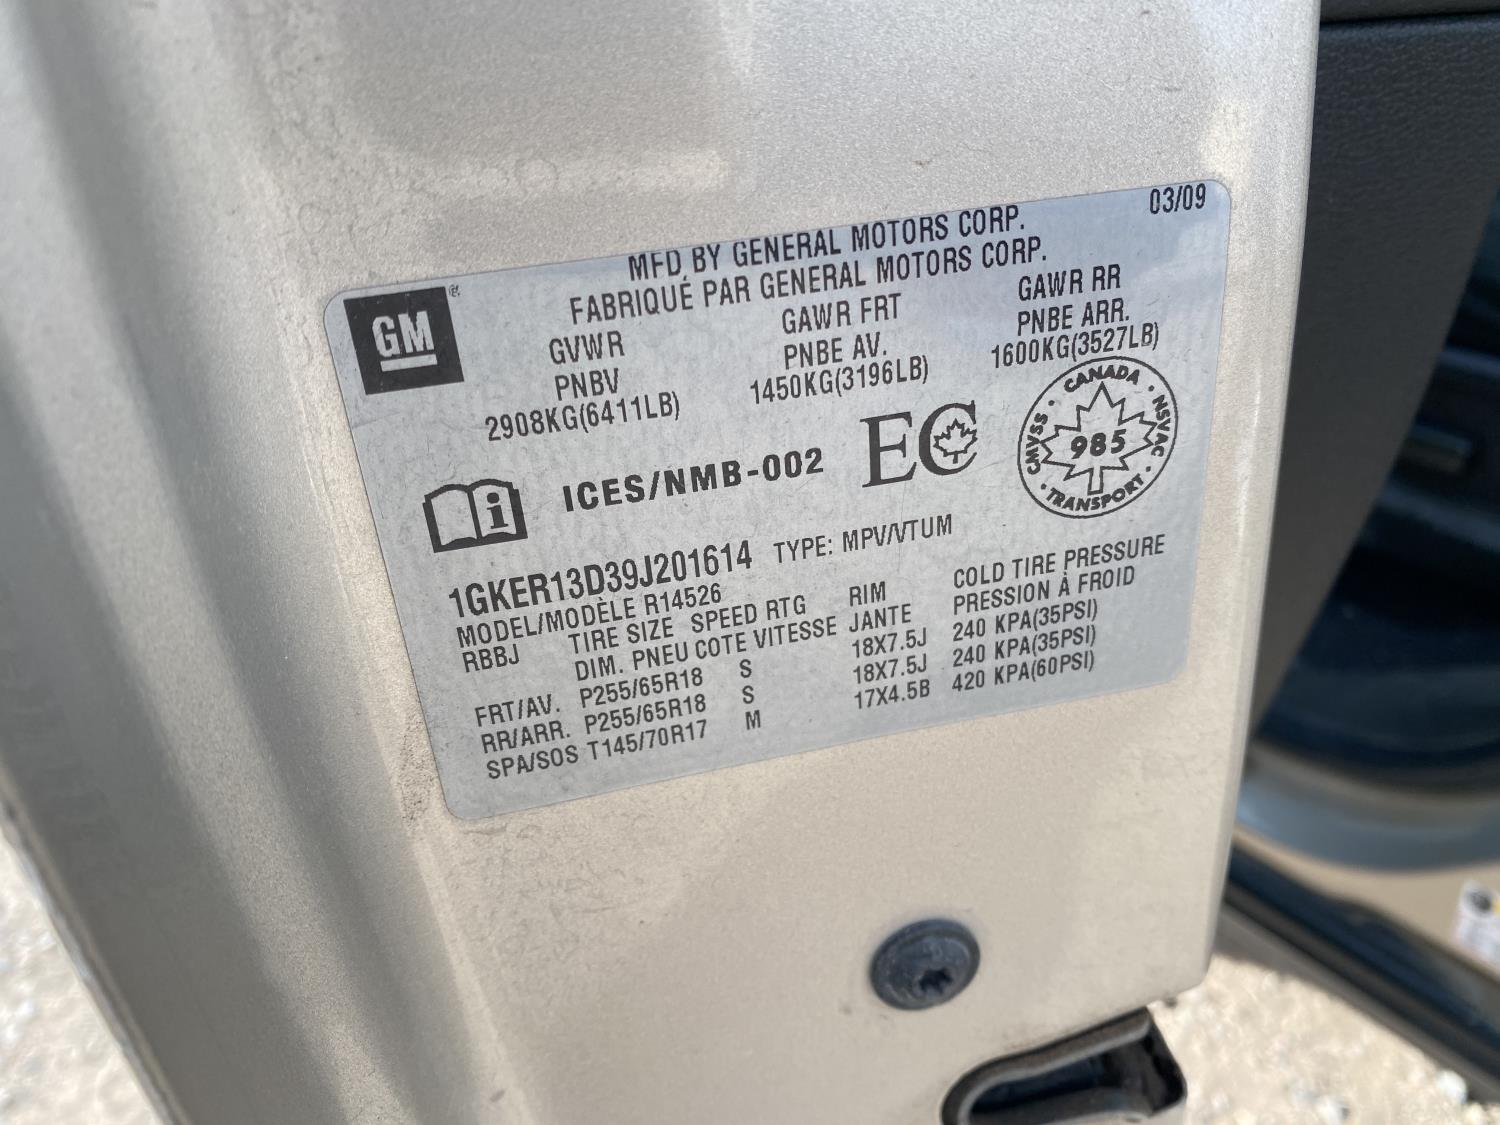 03/09
MFD BY GENERAL MOTORS CORP.
FABRIQUÉ PAR GENERAL MOTORS CORP.
GM
GVWR GAWR FRT GAWR RR
PNBV PNBE AV. PNBE ARR.
2908KG(6411LB) 1450KG(3196LB) 1600KG(3527LB)
ICES/NMB-002 EC
CANADA · NSVAC · TRANSPORT · CMVSS ·
985
1GKER13D39J201614 TYPE: MPV/VTUM
MODEL/MODÈLE R14526
RBBJ TIRE SIZE SPEED RTG RIM COLD TIRE PRESSURE
DIM. PNEU COTE VITESSE JANTE PRESSION À FROID
FRT/AV. P255/65R18 S 18X7.5J 240 KPA(35PSI)
RR/ARR. P255/65R18 S 18X7.5J 240 KPA(35PSI)
SPA/SOS T145/70R17 M 17X4.5B 420 KPA(60PSI)